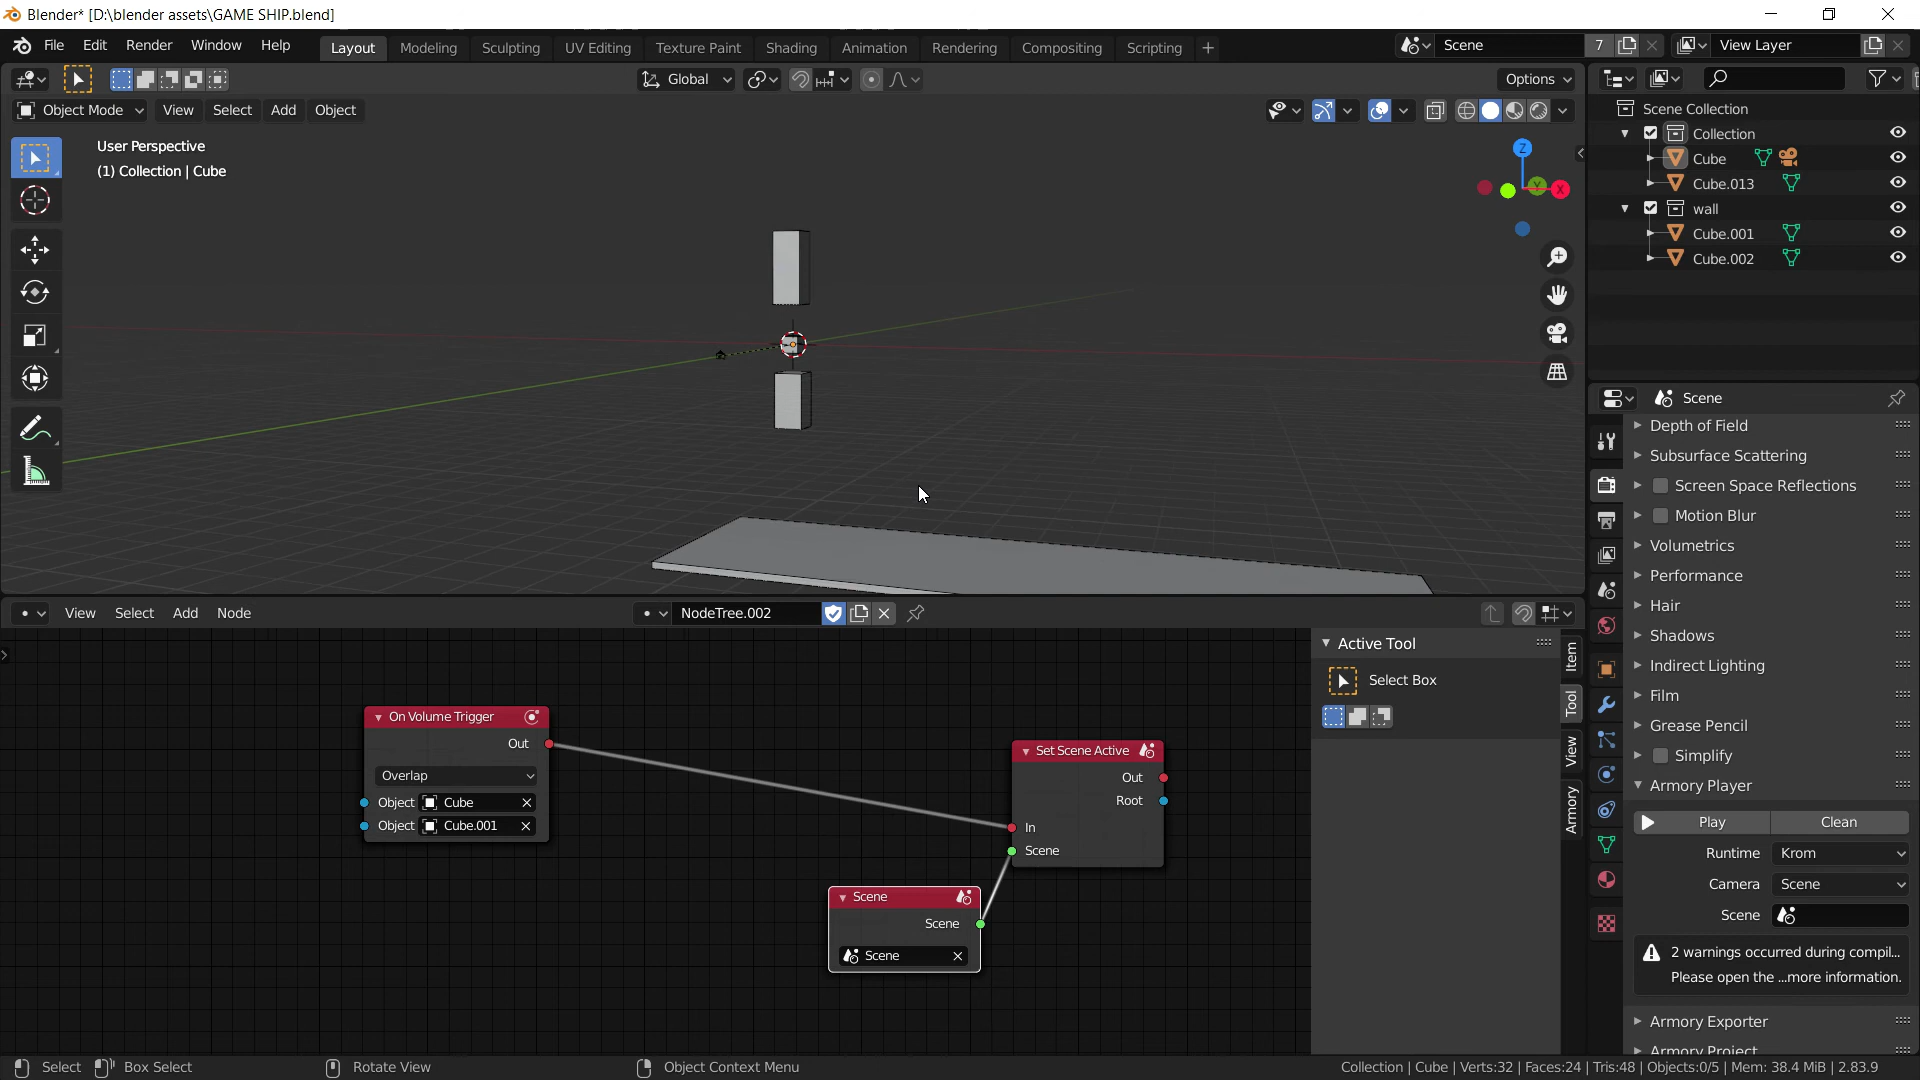 Blender* [D:\blender assets\GAME SHIP.blend]
File Edit Render Window Help Layout Modeling Sculpting UV Editing Texture Paint Shading Animation Rendering Compositing Scripting + Scene 7 View Layer
Global Options
Object Mode View Select Add Object
User Perspective
(1) Collection | Cube
Z
Y
X
Scene Collection
Collection
Cube
Cube.013
wall
Cube.001
Cube.002
Scene
Depth of Field
Subsurface Scattering
Screen Space Reflections
Motion Blur
Volumetrics
Performance
Hair
Shadows
Indirect Lighting
Film
Grease Pencil
Simplify
Armory Player
Play Clean
Runtime Krom
Camera Scene
Scene
2 warnings occurred during compil...
Please open the ...more information.
Armory Exporter
Armory Project
View Select Add Node NodeTree.002
Active Tool
Select Box
Item
Tool
View
Armory
On Volume Trigger
Out
Overlap
Object Cube
Object Cube.001
Set Scene Active
Out
Root
In
Scene
Scene
Scene
Scene
Select Box Select Rotate View Object Context Menu Collection | Cube | Verts:32 | Faces:24 | Tris:48 | Objects:0/5 | Mem: 38.4 MiB | 2.83.9